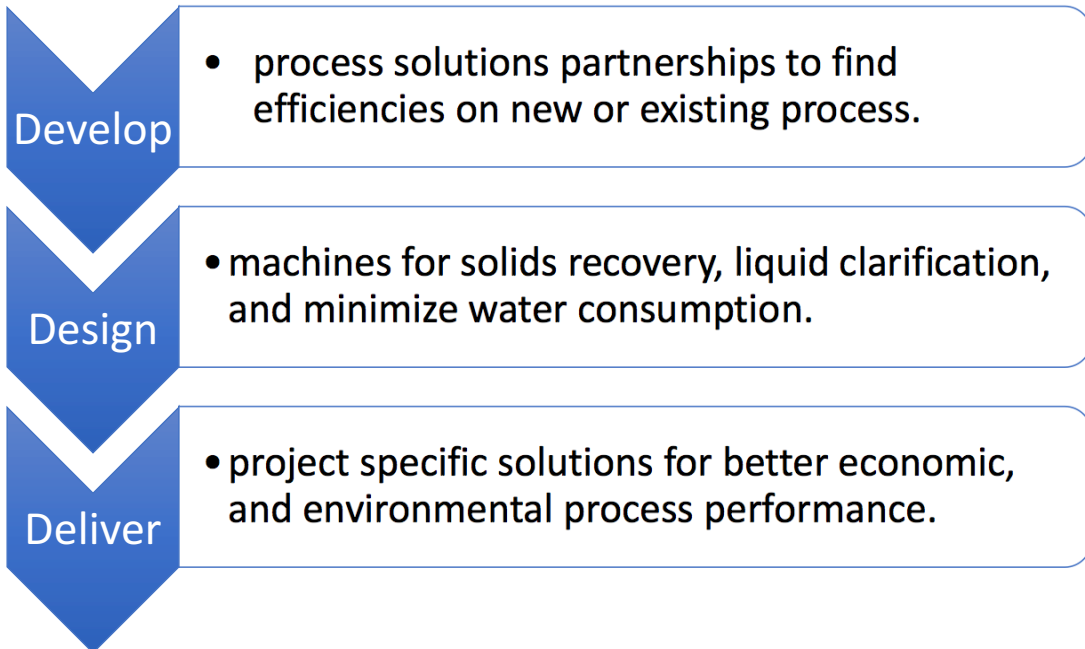 Develop
• process solutions partnerships to find
efficiencies on new or existing process.
Design
• machines for solids recovery, liquid clarification,
and minimize water consumption.
Deliver
• project specific solutions for better economic,
and environmental process performance.